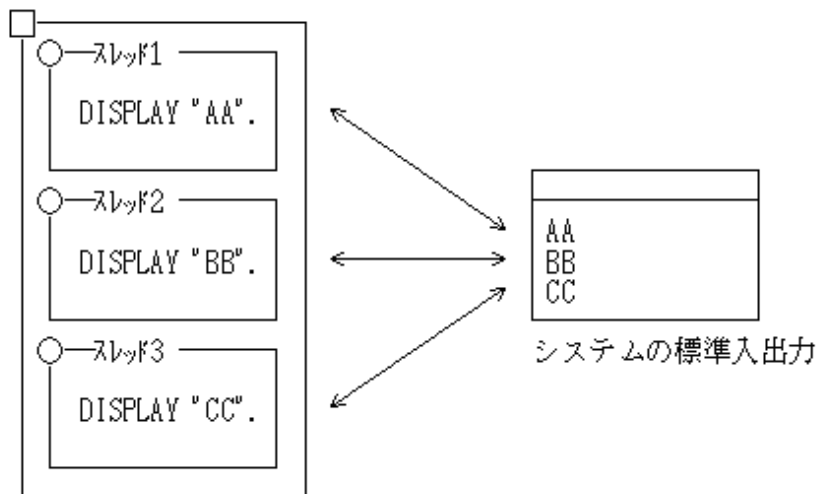 ｽﾚｯﾄﾞ1
DISPLAY "AA".
ｽﾚｯﾄﾞ2
DISPLAY "BB".
ｽﾚｯﾄﾞ3
DISPLAY "CC".
AA
BB
CC
システムの標準入出力